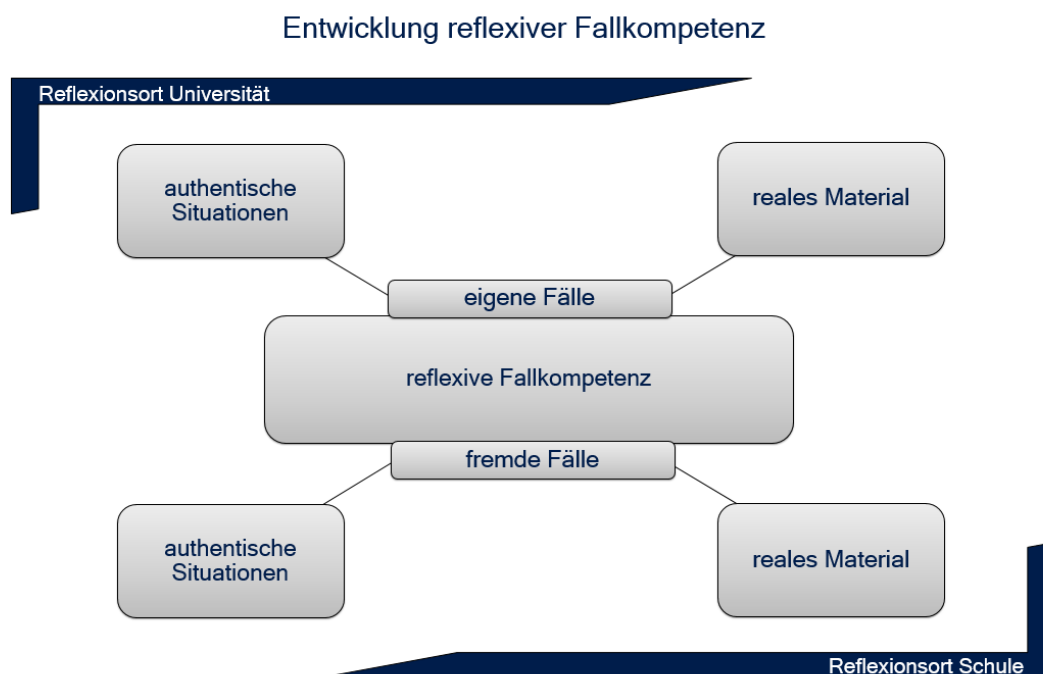 Entwicklung reflexiver Fallkompetenz
Reflexionsort Universität
authentische
Situationen
reales Material
eigene Fälle
reflexive Fallkompetenz
fremde Fälle
authentische
Situationen
reales Material
Reflexionsort Schule